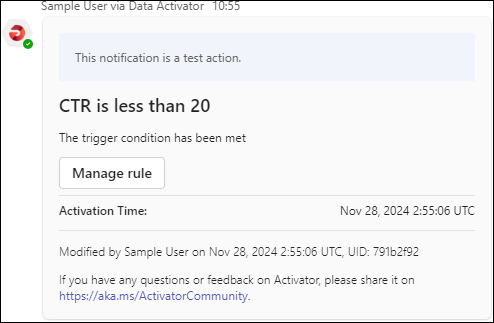 Sample User via Data Activator 10:55
This notification is a test action.
CTR is less than 20
The trigger condition has been met
Manage rule
Activation Time: Nov 28, 2024 2:55:06 UTC
Modified by Sample User on Nov 28, 2024 2:55:06 UTC, UID: 791b2f92
If you have any questions or feedback on Activator, please share it on
https://aka.ms/ActivatorCommunity.